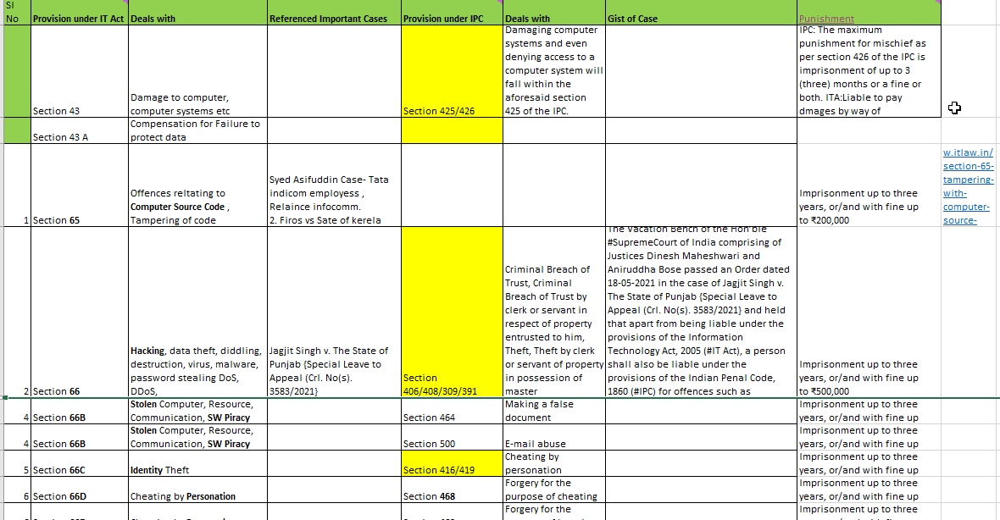 SI
No
Provision under IT Act
Deals with
Referenced Important Cases
Provision under IPC
Deals with
Gist of Case
Punishment
Section 43
Damage to computer,
computer systems etc
Section 425/426
Damaging computer
systems and even
denying access to a
computer system will
fall within the
aforesaid section
425 of the IPC.
IPC: The maximum
punishment for mischief as
per section 426 of the IPC is
imprisonment of up to 3
(three) months or a fine or
both. ITA:Liable to pay
dmages by way of
Section 43 A
Compensation for Failure to
protect data
1
Section 65
Offences reltating to
Computer Source Code ,
Tampering of code
Syed Asifuddin Case- Tata
indicom employess ,
Relaince infocomm.
2. Firos vs Sate of kerela
Imprisonment up to three
years, or/and with fine up
to ₹200,000
w.itlaw.in/
section-65-
tampering-
with-
computer-
source-
2
Section 66
Hacking, data theft, diddling,
destruction, virus, malware,
password stealing DoS,
DDoS,
Jagjit Singh v. The State of
Punjab {Special Leave to
Appeal (Crl. No(s).
3583/2021}
Section
406/408/309/391
Criminal Breach of
Trust, Criminal
Breach of Trust by
clerk or servant in
respect of property
entrusted to him,
Theft, Theft by clerk
or servant of property
in possession of
master
The Vacation Bench of the Hon'ble
#SupremeCourt of India comprising of
Justices Dinesh Maheshwari and
Aniruddha Bose passed an Order dated
18-05-2021 in the case of Jagjit Singh v.
The State of Punjab {Special Leave to
Appeal (Crl. No(s). 3583/2021} and held
that apart from being liable under the
provisions of the Information
Technology Act, 2005 (#IT Act), a person
shall also be liable under the
provisions of the Indian Penal Code,
1860 (#IPC) for offences such as
Imprisonment up to three
years, or/and with fine up
to ₹500,000
4
Section 66B
Stolen Computer, Resource,
Communication, SW Piracy
Section 464
Making a false
document
Imprisonment up to three
years, or/and with fine up
4
Section 66B
Stolen Computer, Resource,
Communication, SW Piracy
Section 500
E-mail abuse
Imprisonment up to three
years, or/and with fine up
5
Section 66C
Identity Theft
Section 416/419
Cheating by
personation
Imprisonment up to three
years, or/and with fine up
6
Section 66D
Cheating by Personation
Section 468
Forgery for the
purpose of cheating
Imprisonment up to three
years, or/and with fine up
Forgery for the
Imprisonment up to three